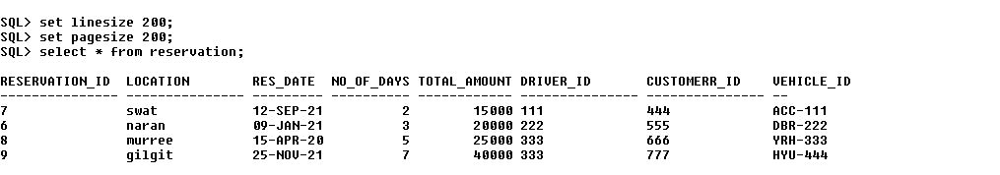 SQL> set linesize 200;
SQL> set pagesize 200;
SQL> select * from reservation;
RESERVATION_ID LOCATION RES_DATE NO_OF_DAYS TOTAL_AMOUNT DRIVER_ID CUSTOMERR_ID VEHICLE_ID
--------------- --------------- --------- ---------- ------------ --------------- --------------- --
7 swat 12-SEP-21 2 15000 111 444 ACC-111
6 naran 09-JAN-21 3 20000 222 555 DBR-222
8 murree 15-APR-20 5 25000 333 666 YRH-333
9 gilgit 25-NOV-21 7 40000 333 777 HYU-444